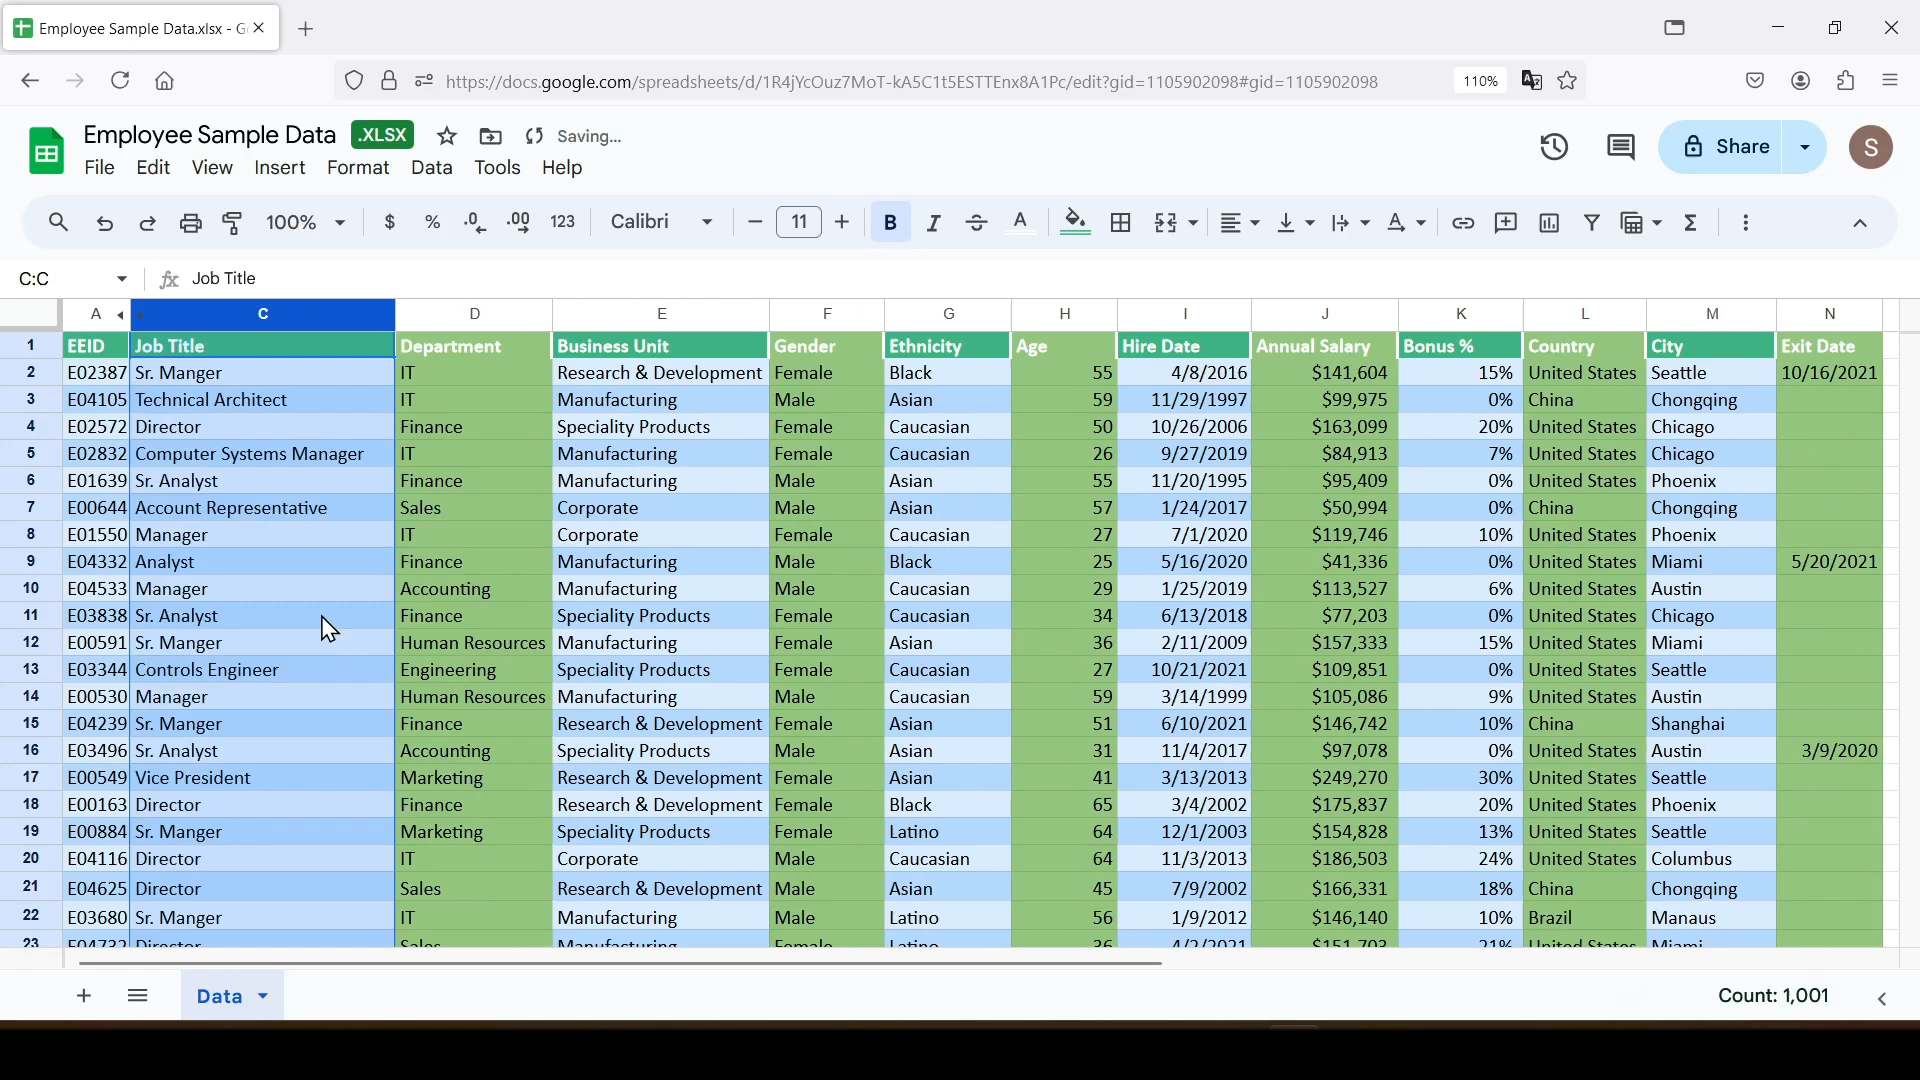 Employee Sample Data.xlsx - Go
https://docs.google.com/spreadsheets/d/1R4jYcOuz7MoT-kA5C1t5ESTTEnx8A1Pc/edit?gid=1105902098#gid=1105902098 110%
Employee Sample Data .XLSX Saving... Share S
File Edit View Insert Format Data Tools Help
100% $ % .0 .00 123 Calibri 11 B I A A
C:C fx Job Title
A C D E F G H I J K L M N
1 EEID Job Title Department Business Unit Gender Ethnicity Age Hire Date Annual Salary Bonus % Country City Exit Date
2 E02387 Sr. Manger IT Research & Development Female Black 55 4/8/2016 $141,604 15% United States Seattle 10/16/2021
3 E04105 Technical Architect IT Manufacturing Male Asian 59 11/29/1997 $99,975 0% China Chongqing
4 E02572 Director Finance Speciality Products Female Caucasian 50 10/26/2006 $163,099 20% United States Chicago
5 E02832 Computer Systems Manager IT Manufacturing Female Caucasian 26 9/27/2019 $84,913 7% United States Chicago
6 E01639 Sr. Analyst Finance Manufacturing Male Asian 55 11/20/1995 $95,409 0% United States Phoenix
7 E00644 Account Representative Sales Corporate Male Asian 57 1/24/2017 $50,994 0% China Chongqing
8 E01550 Manager IT Corporate Female Caucasian 27 7/1/2020 $119,746 10% United States Phoenix
9 E04332 Analyst Finance Manufacturing Male Black 25 5/16/2020 $41,336 0% United States Miami 5/20/2021
10 E04533 Manager Accounting Manufacturing Male Caucasian 29 1/25/2019 $113,527 6% United States Austin
11 E03838 Sr. Analyst Finance Speciality Products Female Caucasian 34 6/13/2018 $77,203 0% United States Chicago
12 E00591 Sr. Manger Human Resources Manufacturing Female Asian 36 2/11/2009 $157,333 15% United States Miami
13 E03344 Controls Engineer Engineering Speciality Products Female Caucasian 27 10/21/2021 $109,851 0% United States Seattle
14 E00530 Manager Human Resources Manufacturing Male Caucasian 59 3/14/1999 $105,086 9% United States Austin
15 E04239 Sr. Manger Finance Research & Development Female Asian 51 6/10/2021 $146,742 10% China Shanghai
16 E03496 Sr. Analyst Accounting Speciality Products Male Asian 31 11/4/2017 $97,078 0% United States Austin 3/9/2020
17 E00549 Vice President Marketing Research & Development Female Asian 41 3/13/2013 $249,270 30% United States Seattle
18 E00163 Director Finance Research & Development Female Black 65 3/4/2002 $175,837 20% United States Phoenix
19 E00884 Sr. Manger Marketing Speciality Products Female Latino 64 12/1/2003 $154,828 13% United States Seattle
20 E04116 Director IT Corporate Male Caucasian 64 11/3/2013 $186,503 24% United States Columbus
21 E04625 Director Sales Research & Development Male Asian 45 7/9/2002 $166,331 18% China Chongqing
22 E03680 Sr. Manger IT Manufacturing Male Latino 56 1/9/2012 $146,140 10% Brazil Manaus
23 E04732 Director Sales Manufacturing Female Latino 36 4/2/2021 $151,703 21% United States Miami
Data Count: 1,001